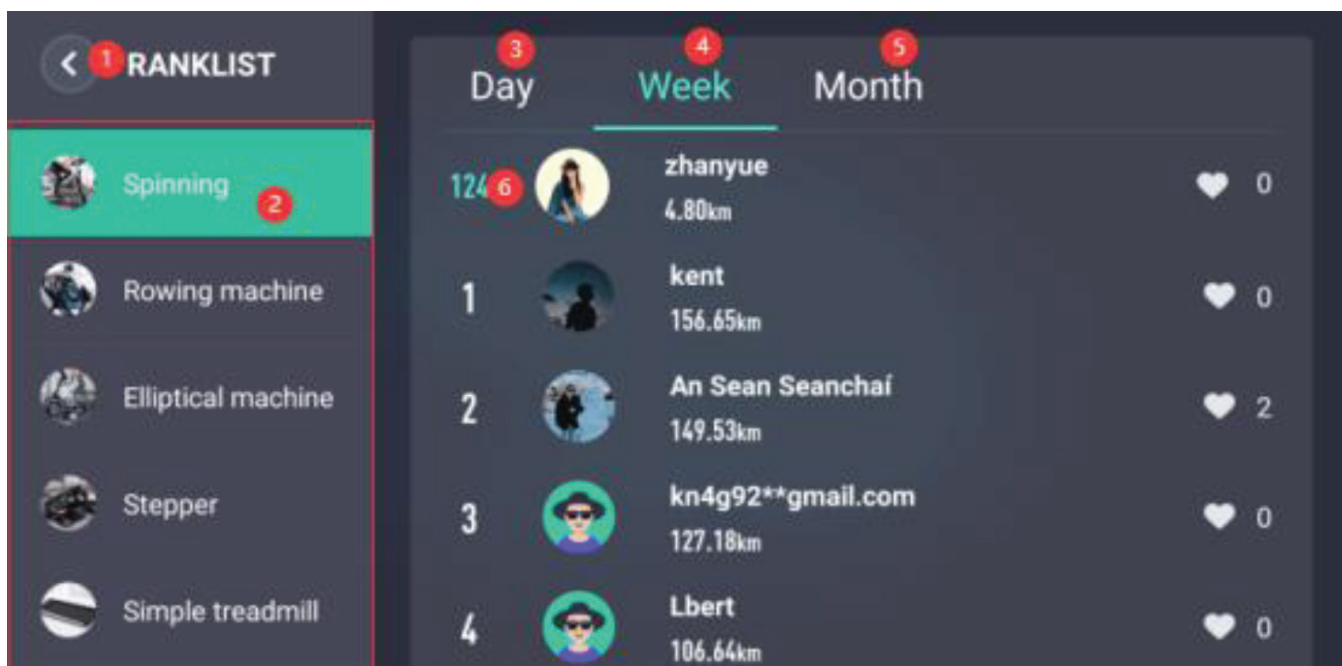 1 RANKLIST
2
Spinning
Rowing machine
Elliptical machine
Stepper
Simple treadmill
3 4 5
Day Week Month
124 6 zhanyue
4.80km
0
1 kent
156.65km
0
2 An Sean Seanchaí
149.53km
2
3 kn4g92**gmail.com
127.18km
0
4 Lbert
106.64km
0